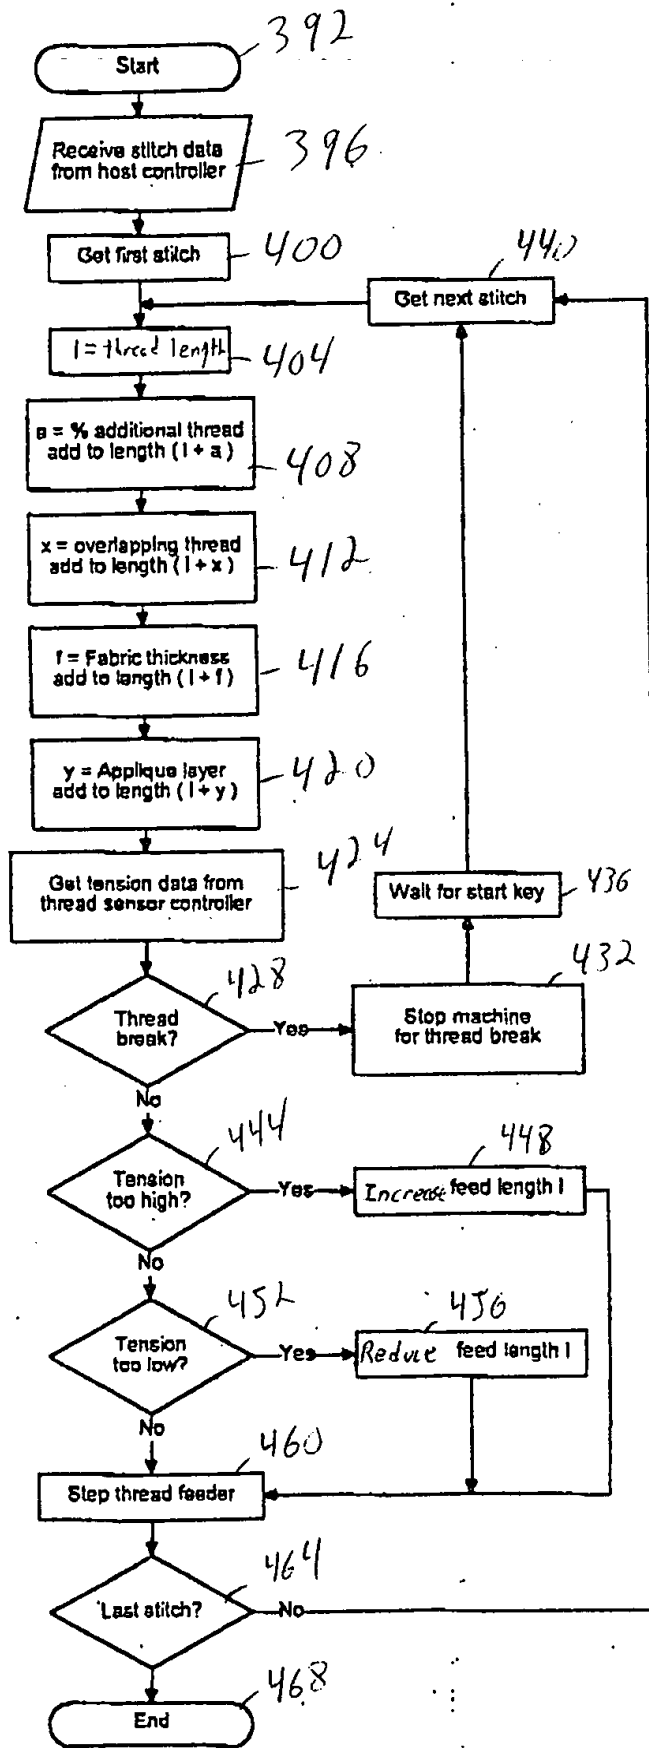 392
Start
Receive stitch data
from host controller
396
Get first stitch
400
440
Get next stitch
l = thread length
404
a = % additional thread
add to length ( l + a )
408
x = overlapping thread
add to length ( l + x )
412
f = Fabric thickness
add to length ( l + f )
416
y = Applique layer
add to length ( l + y )
420
Get tension data from
thread sensor controller
424
Wait for start key
436
428
Thread
break?
Yes
432
Stop machine
for thread break
No
444
Tension
too high?
Yes
448
Increase feed length l
No
452
Tension
too low?
Yes
456
Reduce feed length l
No
460
Step thread feeder
464
Last stitch?
No
468
End